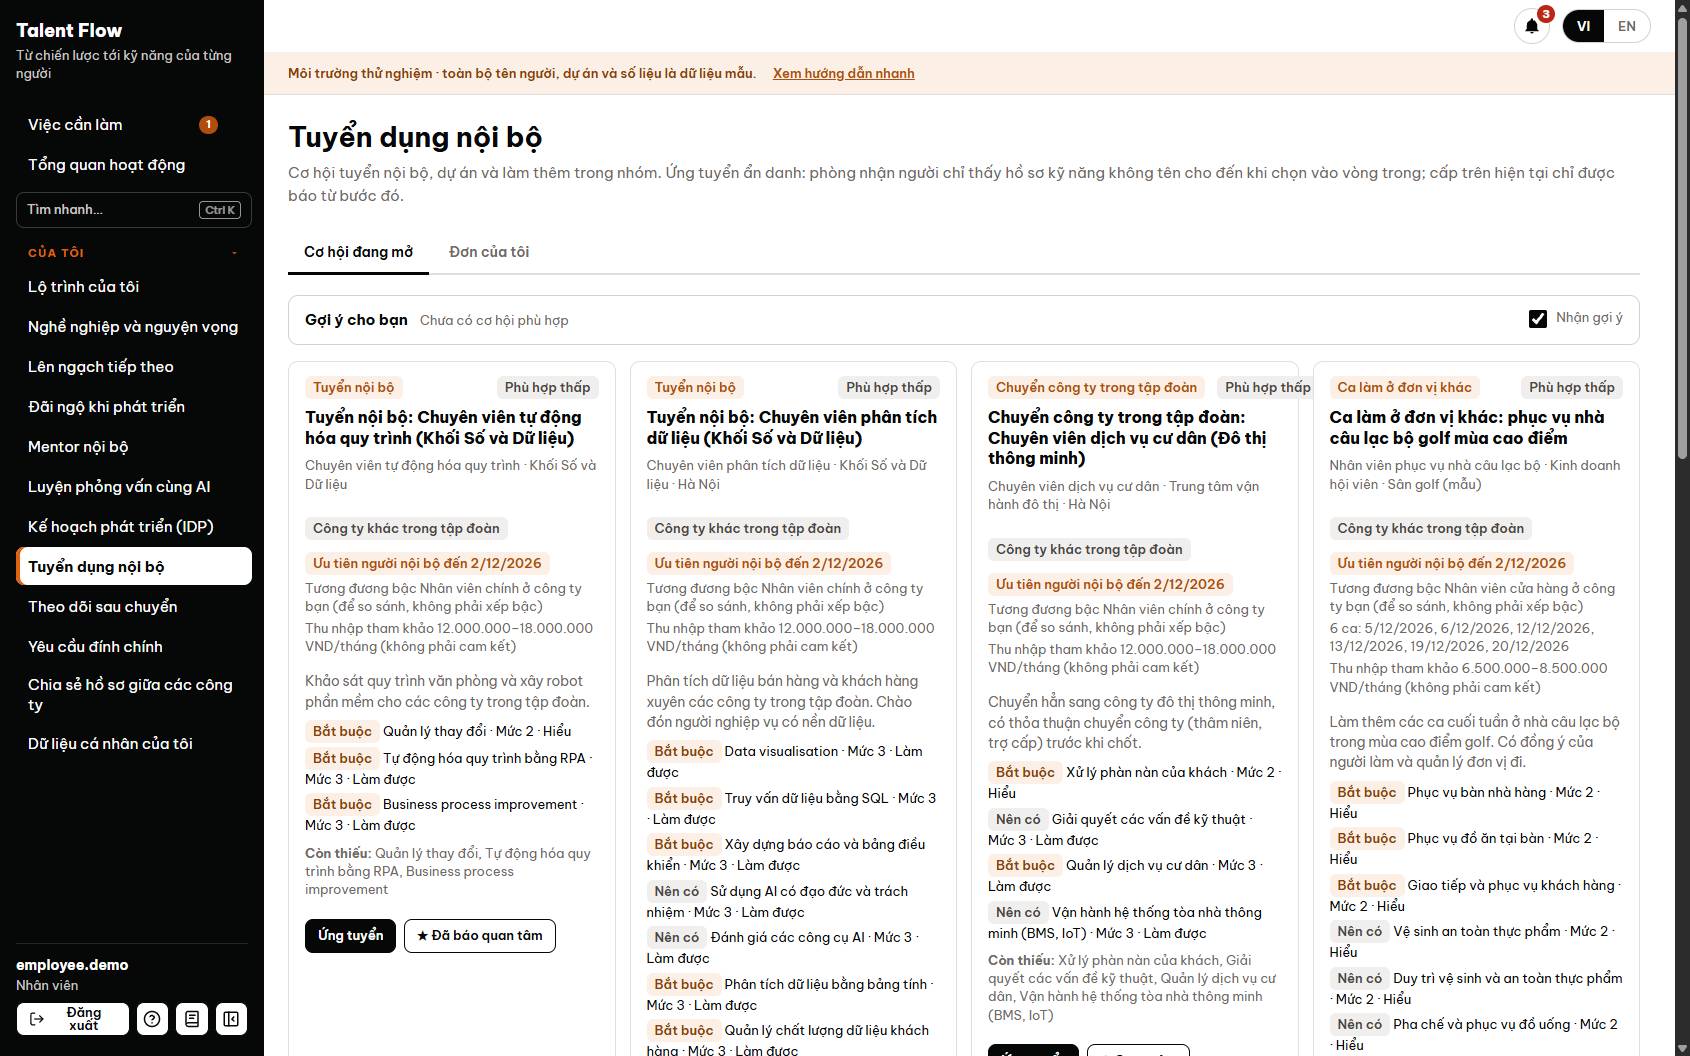 Talent Flow
Từ chiến lược tới kỹ năng của từng
người
Việc cần làm 1
Tổng quan hoạt động
Tìm nhanh... Ctrl K
CỦA TÔI
Lộ trình của tôi
Nghề nghiệp và nguyện vọng
Lên ngạch tiếp theo
Đãi ngộ khi phát triển
Mentor nội bộ
Luyện phỏng vấn cùng AI
Kế hoạch phát triển (IDP)
Tuyển dụng nội bộ
Theo dõi sau chuyển
Yêu cầu đính chính
Chia sẻ hồ sơ giữa các công
ty
Dữ liệu cá nhân của tôi
employee.demo
Nhân viên
Đăng
xuất
3
VI EN
Môi trường thử nghiệm · toàn bộ tên người, dự án và số liệu là dữ liệu mẫu. Xem hướng dẫn nhanh
Tuyển dụng nội bộ
Cơ hội tuyển nội bộ, dự án và làm thêm trong nhóm. Ứng tuyển ẩn danh: phòng nhận người chỉ thấy hồ sơ kỹ năng không tên cho đến khi chọn vào vòng trong; cấp trên hiện tại chỉ được
báo từ bước đó.
Cơ hội đang mở Đơn của tôi
Gợi ý cho bạn Chưa có cơ hội phù hợp Nhận gợi ý
Tuyển nội bộ Phù hợp thấp
Tuyển nội bộ: Chuyên viên tự động
hóa quy trình (Khối Số và Dữ liệu)
Chuyên viên tự động hóa quy trình · Khối Số và
Dữ liệu
Công ty khác trong tập đoàn
Ưu tiên người nội bộ đến 2/12/2026
Tương đương bậc Nhân viên chính ở công ty
bạn (để so sánh, không phải xếp bậc)
Thu nhập tham khảo 12.000.000–18.000.000
VND/tháng (không phải cam kết)
Khảo sát quy trình văn phòng và xây robot
phần mềm cho các công ty trong tập đoàn.
Bắt buộc Quản lý thay đổi · Mức 2 · Hiểu
Bắt buộc Tự động hóa quy trình bằng RPA ·
Mức 3 · Làm được
Bắt buộc Business process improvement ·
Mức 3 · Làm được
Còn thiếu: Quản lý thay đổi, Tự động hóa quy
trình bằng RPA, Business process
improvement
Ứng tuyển ★ Đã báo quan tâm
Tuyển nội bộ Phù hợp thấp
Tuyển nội bộ: Chuyên viên phân tích
dữ liệu (Khối Số và Dữ liệu)
Chuyên viên phân tích dữ liệu · Khối Số và Dữ
liệu · Hà Nội
Công ty khác trong tập đoàn
Ưu tiên người nội bộ đến 2/12/2026
Tương đương bậc Nhân viên chính ở công ty
bạn (để so sánh, không phải xếp bậc)
Thu nhập tham khảo 12.000.000–18.000.000
VND/tháng (không phải cam kết)
Phân tích dữ liệu bán hàng và khách hàng
xuyên các công ty trong tập đoàn. Chào
đón người nghiệp vụ có nền dữ liệu.
Bắt buộc Data visualisation · Mức 3 · Làm
được
Bắt buộc Truy vấn dữ liệu bằng SQL · Mức 3
· Làm được
Bắt buộc Xây dựng báo cáo và bảng điều
khiển · Mức 3 · Làm được
Nên có Sử dụng AI có đạo đức và trách
nhiệm · Mức 3 · Làm được
Nên có Đánh giá các công cụ AI · Mức 3 ·
Làm được
Bắt buộc Phân tích dữ liệu bằng bảng tính ·
Mức 3 · Làm được
Bắt buộc Quản lý chất lượng dữ liệu khách
hàng · Mức 3 · Làm được
Chuyển công ty trong tập đoàn Phù hợp thấp
Chuyển công ty trong tập đoàn:
Chuyên viên dịch vụ cư dân (Đô thị
thông minh)
Chuyên viên dịch vụ cư dân · Trung tâm vận
hành đô thị · Hà Nội
Công ty khác trong tập đoàn
Ưu tiên người nội bộ đến 2/12/2026
Tương đương bậc Nhân viên chính ở công ty
bạn (để so sánh, không phải xếp bậc)
Thu nhập tham khảo 12.000.000–18.000.000
VND/tháng (không phải cam kết)
Chuyển hẳn sang công ty đô thị thông minh,
có thỏa thuận chuyển công ty (thâm niên,
trợ cấp) trước khi chốt.
Bắt buộc Xử lý phàn nàn của khách · Mức 2 ·
Hiểu
Nên có Giải quyết các vấn đề kỹ thuật ·
Mức 3 · Làm được
Bắt buộc Quản lý dịch vụ cư dân · Mức 3 ·
Làm được
Nên có Vận hành hệ thống tòa nhà thông
minh (BMS, IoT) · Mức 3 · Làm được
Còn thiếu: Xử lý phàn nàn của khách, Giải
quyết các vấn đề kỹ thuật, Quản lý dịch vụ cư
dân, Vận hành hệ thống tòa nhà thông minh
(BMS, IoT)
Ca làm ở đơn vị khác Phù hợp thấp
Ca làm ở đơn vị khác: phục vụ nhà
câu lạc bộ golf mùa cao điểm
Nhân viên phục vụ nhà câu lạc bộ · Kinh doanh
hội viên · Sân golf (mẫu)
Công ty khác trong tập đoàn
Ưu tiên người nội bộ đến 2/12/2026
Tương đương bậc Nhân viên cửa hàng ở công
ty bạn (để so sánh, không phải xếp bậc)
6 ca: 5/12/2026, 6/12/2026, 12/12/2026,
13/12/2026, 19/12/2026, 20/12/2026
Thu nhập tham khảo 6.500.000–8.500.000
VND/tháng (không phải cam kết)
Làm thêm các ca cuối tuần ở nhà câu lạc bộ
trong mùa cao điểm golf. Có đồng ý của
người làm và quản lý đơn vị đi.
Bắt buộc Phục vụ bàn nhà hàng · Mức 2 ·
Hiểu
Bắt buộc Phục vụ đồ ăn tại bàn · Mức 2 ·
Hiểu
Bắt buộc Giao tiếp và phục vụ khách hàng ·
Mức 2 · Hiểu
Nên có Vệ sinh an toàn thực phẩm · Mức 2 ·
Hiểu
Nên có Duy trì vệ sinh và an toàn thực phẩm
· Mức 2 · Hiểu
Nên có Pha chế và phục vụ đồ uống · Mức 2
· Hiểu